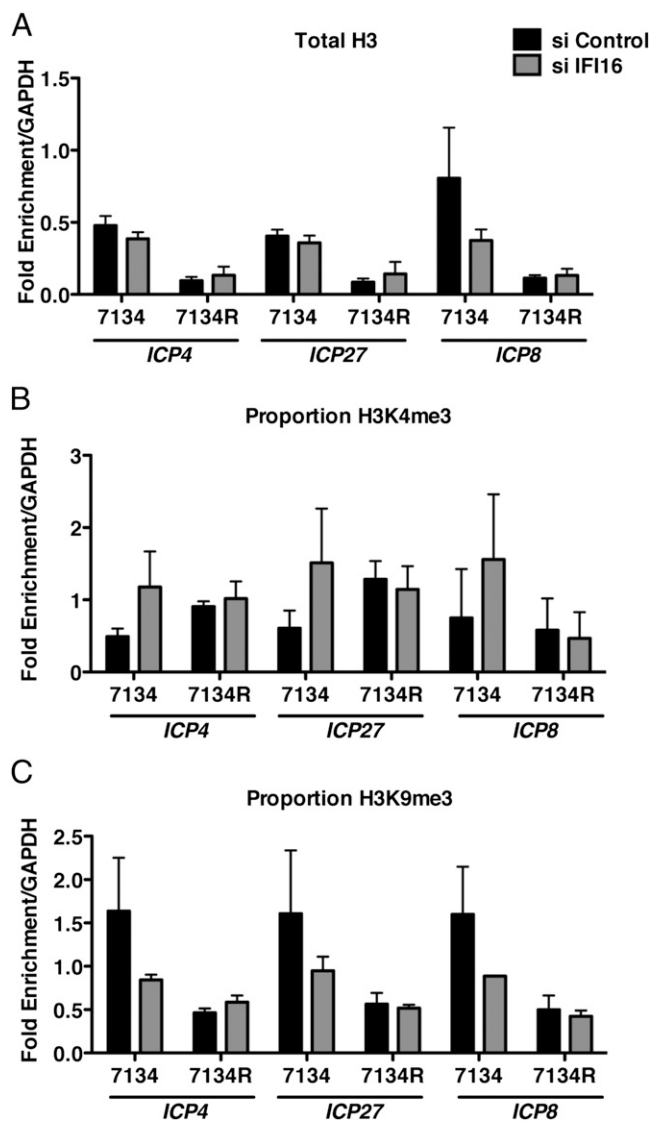 A
Total H3
si Control
si IFI16
Fold Enrichment/GAPDH
1.5
1.0
0.5
0.0
7134 7134R 7134 7134R 7134 7134R
ICP4 ICP27 ICP8
B
Proportion H3K4me3
Fold Enrichment/GAPDH
3
2
1
0
7134 7134R 7134 7134R 7134 7134R
ICP4 ICP27 ICP8
C
Proportion H3K9me3
Fold Enrichment/GAPDH
2.5
2.0
1.5
1.0
0.5
0.0
7134 7134R 7134 7134R 7134 7134R
ICP4 ICP27 ICP8